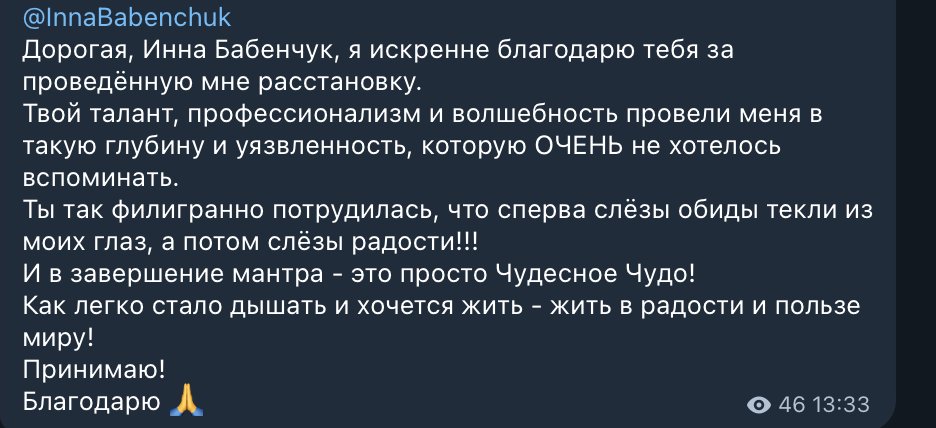 @InnaBabenchuk
Дорогая, Инна Бабенчук, я искренне благодарю тебя за
проведённую мне расстановку.
Твой талант, профессионализм и волшебность провели меня в
такую глубину и уязвленность, которую ОЧЕНЬ не хотелось
вспоминать.
Ты так филигранно потрудилась, что сперва слёзы обиды текли из
моих глаз, а потом слёзы радости!!!
И в завершение мантра - это просто Чудесное Чудо!
Как легко стало дышать и хочется жить - жить в радости и пользе
миру!
Принимаю!
Благодарю 🙏
46 13:33